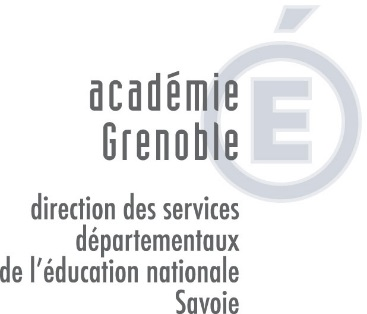 É
académie
Grenoble
direction des services
départementaux
de l'éducation nationale
Savoie